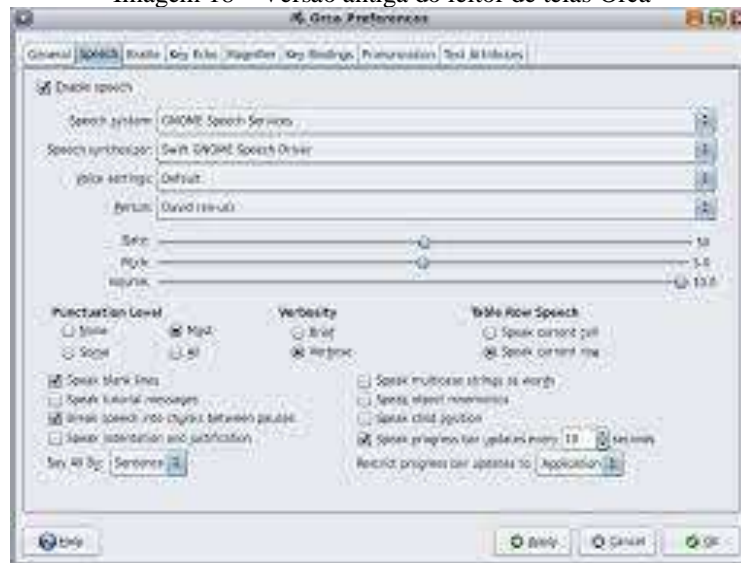 Imagem 18 – Versão antiga do leitor de telas Orca
Orca Preferences
General Speech Braille Key Echo Magnifier Key Bindings Pronunciation Text Attributes
Enable speech
Speech system: GNOME Speech Services
Speech synthesizer: Swift GNOME Speech Driver
Voice settings: Default
Person: David (en-US)
Rate: 50
Pitch: 5.0
Volume: 10.0
Punctuation Level Verbosity Table Row Speech
None Most Brief Speak current cell
Some All Verbose Speak current row
Speak blank lines Speak multicase strings as words
Speak tutorial messages Speak object mnemonics
Break speech into chunks between pauses Speak child position
Speak indentation and justification Speak progress bar updates every: 10 seconds
Say All By: Sentence Restrict progress bar updates to: Application
Help Apply Cancel OK